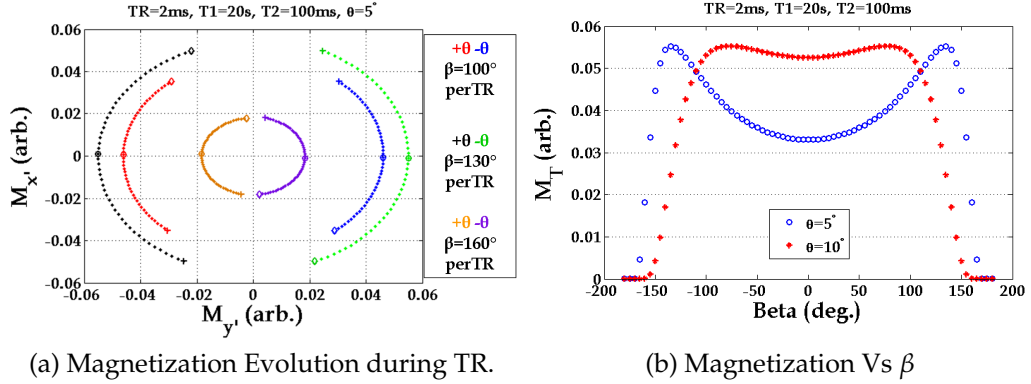 TR=2ms, T1=20s, T2=100ms, θ=5°
0.06
0.04
0.02
0
-0.02
-0.04
-0.06
M_x' (arb.)
-0.06 -0.04 -0.02 0 0.02 0.04 0.06
M_y' (arb.)
+θ -θ
β=100°
perTR
+θ -θ
β=130°
perTR
+θ -θ
β=160°
perTR
(a) Magnetization Evolution during TR.
TR=2ms, T1=20s, T2=100ms
0.06
0.05
0.04
0.03
0.02
0.01
0
M_T (arb.)
θ=5°
θ=10°
-200 -150 -100 -50 0 50 100 150 200
Beta (deg.)
(b) Magnetization Vs β